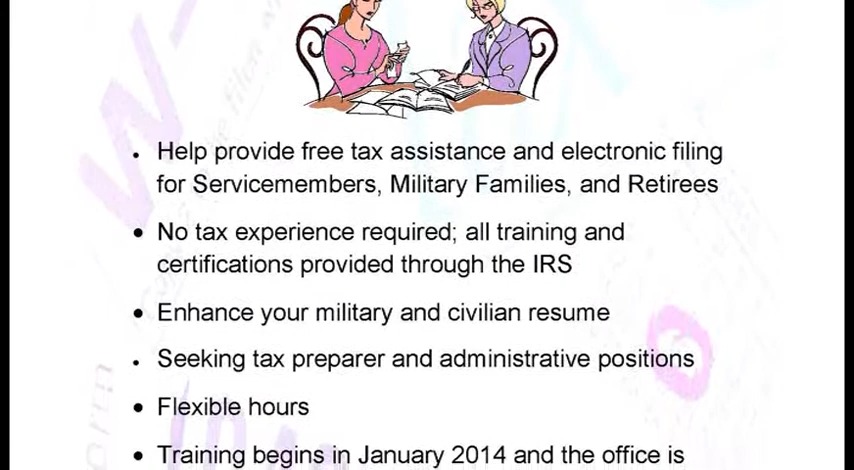 • Help provide free tax assistance and electronic filing
for Servicemembers, Military Families, and Retirees
• No tax experience required; all training and
certifications provided through the IRS
• Enhance your military and civilian resume
• Seeking tax preparer and administrative positions
• Flexible hours
• Training begins in January 2014 and the office is